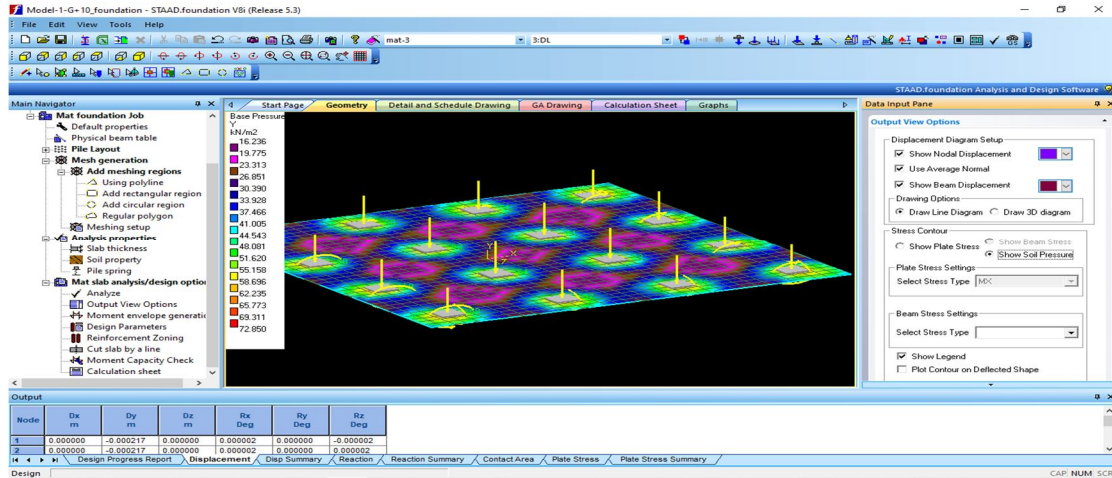 Model-1-G+10_foundation - STAAD.foundation V8i (Release 5.3)
File Edit View Tools Help
mat-3 3:DL
STAAD.foundation Analysis and Design Software
Main Navigator
Mat foundation Job
Default properties
Physical beam table
Pile Layout
Mesh generation
Add meshing regions
Using polyline
Add rectangular region
Add circular region
Regular polygon
Meshing setup
Analysis properties
Slab thickness
Soil property
Pile spring
Mat slab analysis/design option
Analyze
Output View Options
Moment envelope generatic
Design Parameters
Reinforcement Zoning
Cut slab by a line
Moment Capacity Check
Calculation sheet
Start Page Geometry Detail and Schedule Drawing GA Drawing Calculation Sheet Graphs
Base Pressure
Y
kN/m2
16.236
19.775
23.313
26.851
30.390
33.928
37.466
41.005
44.543
48.081
51.620
55.158
58.696
62.235
65.773
69.311
72.850
Y
X
Data Input Pane
Output View Options
Displacement Diagram Setup
Show Nodal Displacement
Use Average Normal
Show Beam Displacement
Drawing Options
Draw Line Diagram Draw 3D diagram
Stress Contour
Show Plate Stress Show Beam Stress
Show Soil Pressure
Plate Stress Settings
Select Stress Type MX
Beam Stress Settings
Select Stress Type
Show Legend
Plot Contour on Deflected Shape
Output
Node Dx m Dy m Dz m Rx Deg Ry Deg Rz Deg
1 0.000000 -0.000217 0.000000 0.000002 0.000000 -0.000002
2 0.000000 -0.000217 0.000000 0.000002 0.000000 -0.000002
Design Progress Report Displacement Disp Summary Reaction Reaction Summary Contact Area Plate Stress Plate Stress Summary
Design CAP NUM SCR